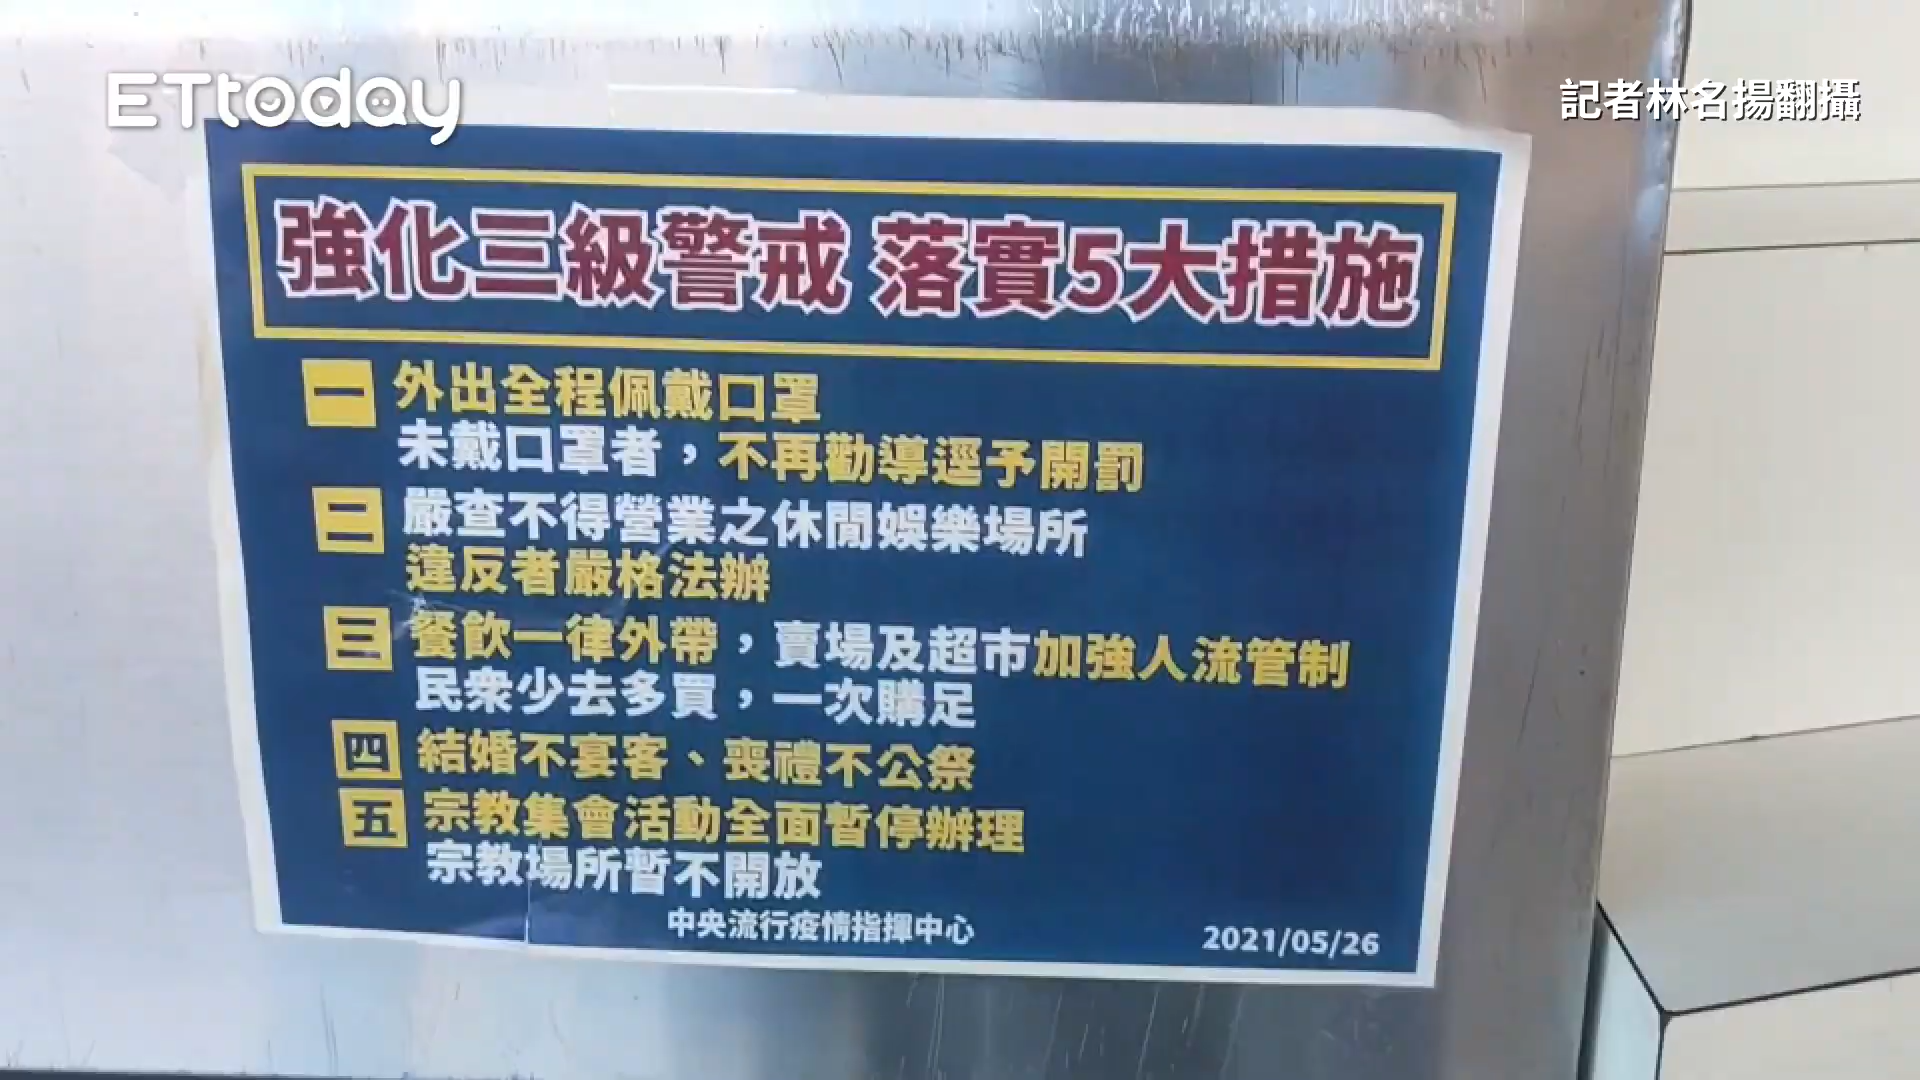 ETtoday
記者林名揚翻攝
強化三級警戒 落實5大措施
一 外出全程佩戴口罩
未戴口罩者，不再勸導逕予開罰
二 嚴查不得營業之休閒娛樂場所
違反者嚴格法辦
三 餐飲一律外帶，賣場及超市加強人流管制
民眾少去多買，一次購足
四 結婚不宴客、喪禮不公祭
五 宗教集會活動全面暫停辦理
宗教場所暫不開放
中央流行疫情指揮中心
2021/05/26